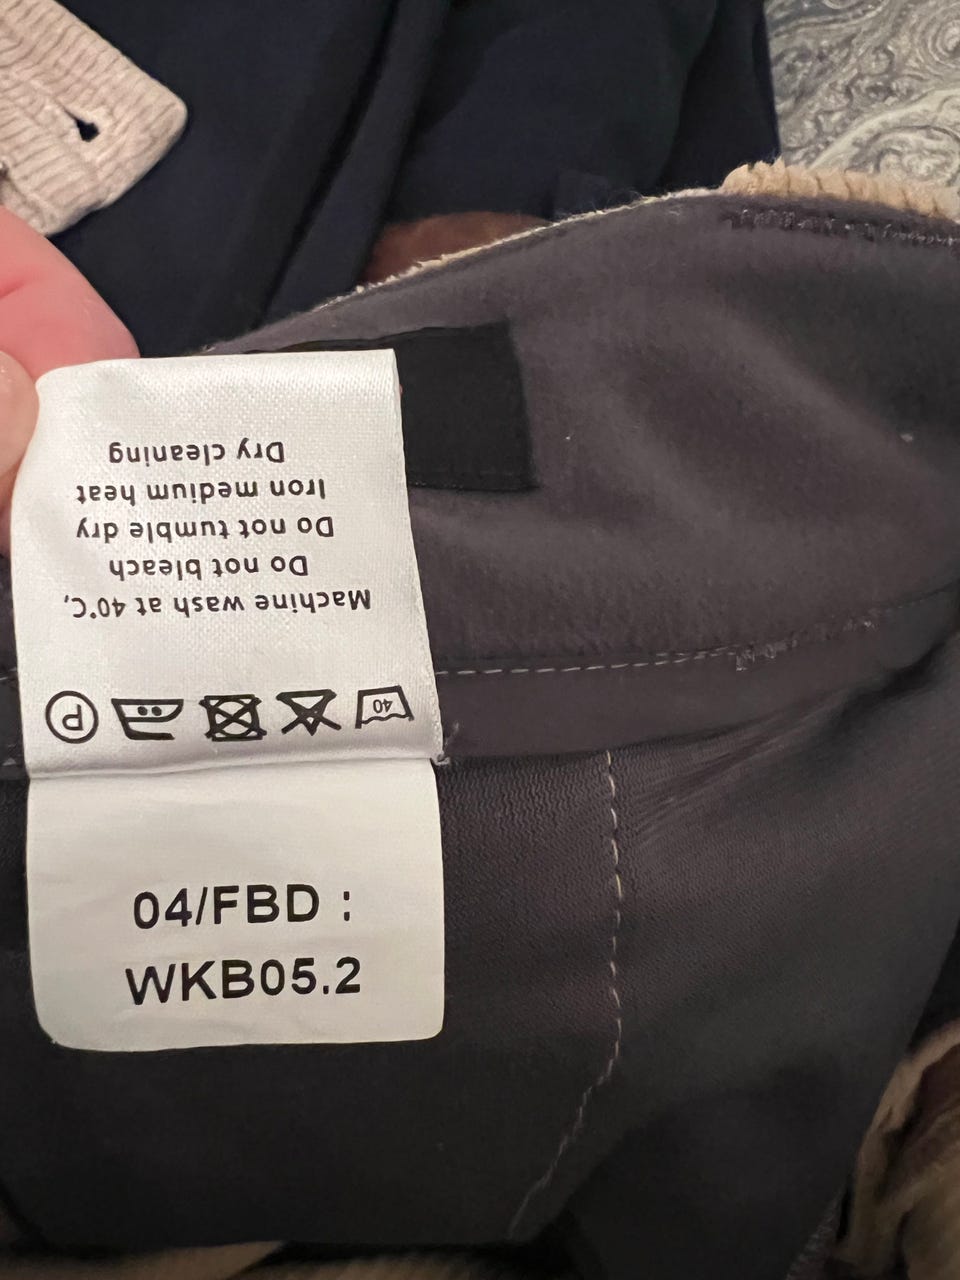 Machine wash at 40°C,
Do not bleach
Do not tumble dry
Iron medium heat
Dry cleaning
40
P
04/FBD :
WKB05.2